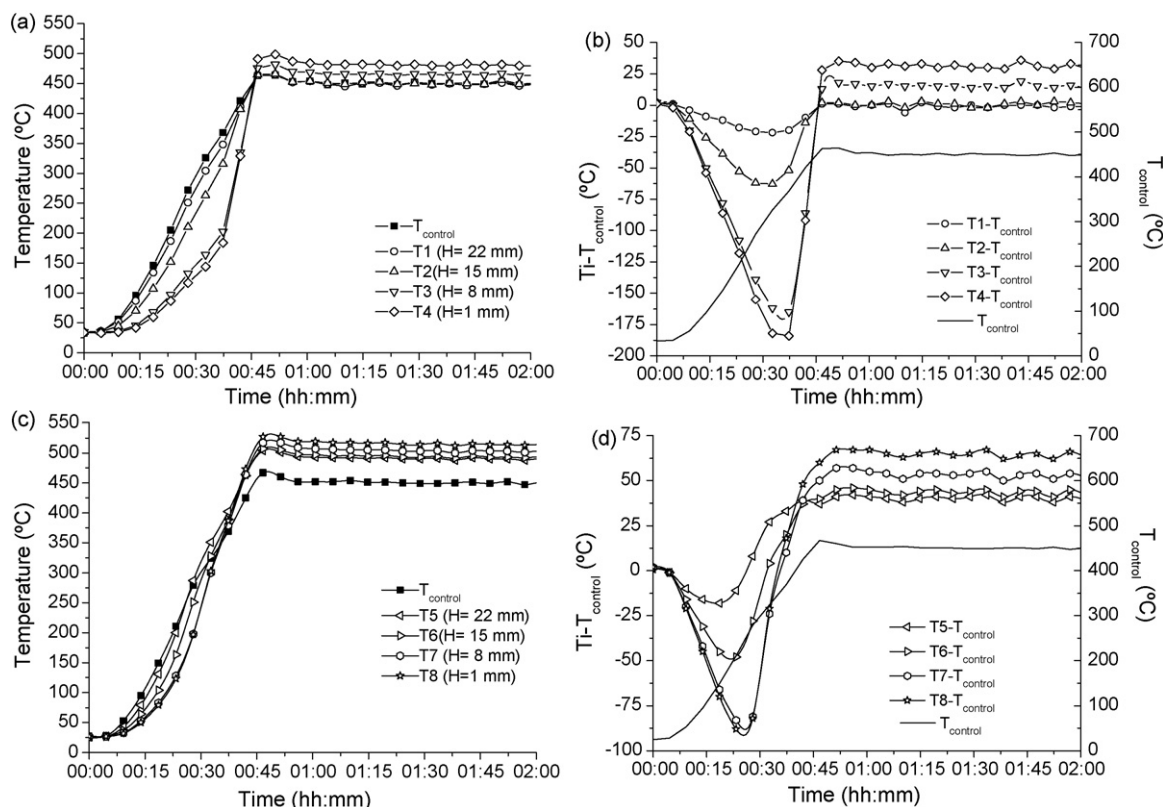 (a)
550
500
450
400
350
300
250
200
150
100
50
0
Temperature (ºC)
T control
T1 (H= 22 mm)
T2 (H= 15 mm)
T3 (H= 8 mm)
T4 (H=1 mm)
00:00 00:15 00:30 00:45 01:00 01:15 01:30 01:45 02:00
Time (hh:mm)
(b)
50
25
0
-25
-50
-75
-100
-125
-150
-175
-200
Ti-Tcontrol (ºC)
T1-Tcontrol
T2-Tcontrol
T3-Tcontrol
T4-Tcontrol
Tcontrol
700
600
500
400
300
200
100
0
Tcontrol (ºC)
00:00 00:15 00:30 00:45 01:00 01:15 01:30 01:45 02:00
Time (hh:mm)
(c)
550
500
450
400
350
300
250
200
150
100
50
0
Temperature (ºC)
Tcontrol
T5 (H= 22 mm)
T6(H= 15 mm)
T7 (H= 8 mm)
T8 (H=1 mm)
00:00 00:15 00:30 00:45 01:00 01:15 01:30 01:45 02:00
Time (hh:mm)
(d)
75
50
25
0
-25
-50
-75
-100
Ti-Tcontrol (ºC)
T5-Tcontrol
T6-Tcontrol
T7-Tcontrol
T8-Tcontrol
Tcontrol
700
600
500
400
300
200
100
0
Tcontrol (ºC)
00:00 00:15 00:30 00:45 01:00 01:15 01:30 01:45 02:00
Time (hh:mm)